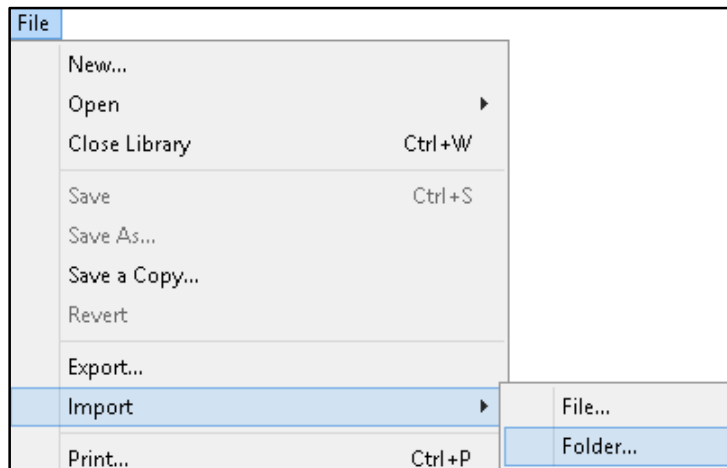 File
New...
Open
Close Library Ctrl+W
Save Ctrl+S
Save As...
Save a Copy...
Revert
Export...
Import
File...
Folder...
Print... Ctrl+P